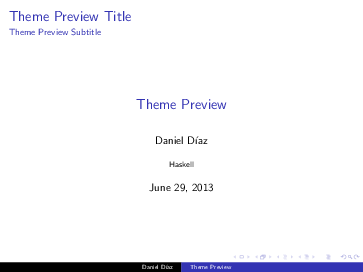 Theme Preview Title
Theme Preview Subtitle
Theme Preview
Daniel Díaz
Haskell
June 29, 2013
Daniel Díaz Theme Preview